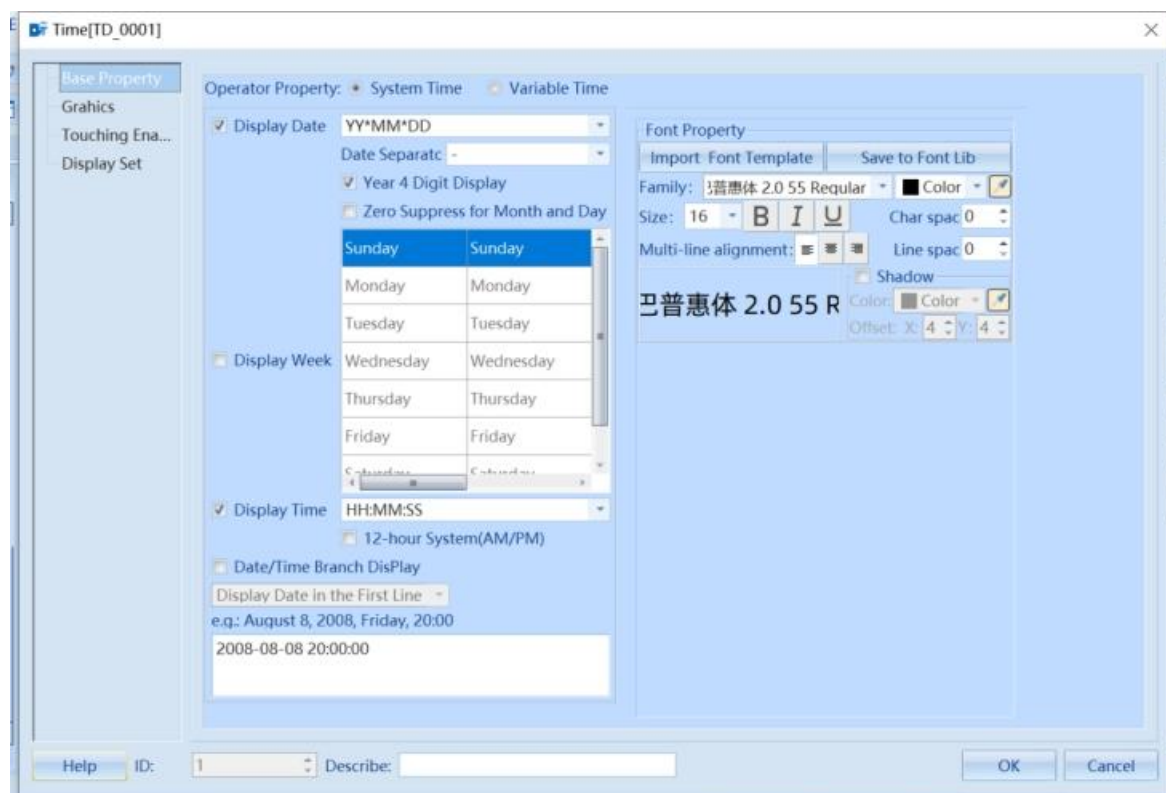 Time[TD_0001]
Base Property
Grahics
Touching Ena...
Display Set
Operator Property: System Time Variable Time
Display Date YY*MM*DD
Date Separatc -
Year 4 Digit Display
Zero Suppress for Month and Day
Sunday Sunday
Monday Monday
Tuesday Tuesday
Display Week Wednesday Wednesday
Thursday Thursday
Friday Friday
Saturday Saturday
Display Time HH:MM:SS
12-hour System(AM/PM)
Date/Time Branch DisPlay
Display Date in the First Line
e.g.: August 8, 2008, Friday, 20:00
2008-08-08 20:00:00
Font Property
Import Font Template Save to Font Lib
Family: 普惠体 2.0 55 Regular Color
Size: 16 B I U Char spac 0
Multi-line alignment: Line spac 0
Shadow
巴普惠体 2.0 55 R Color: Color
Offset: X: 4 Y: 4
Help ID: 1 Describe: OK Cancel